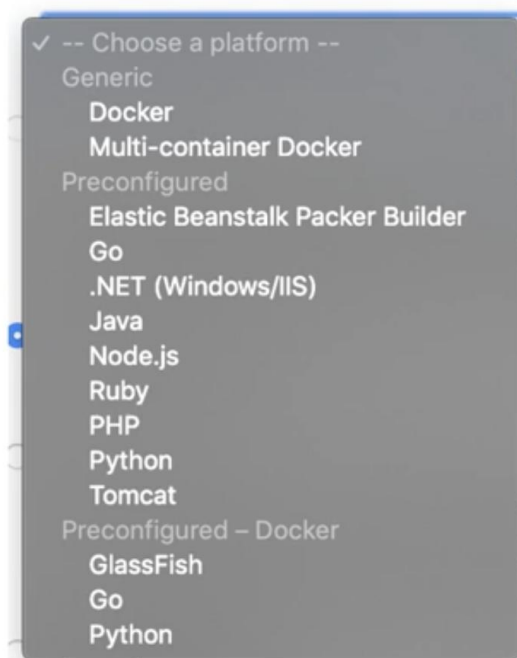 ✓ -- Choose a platform --
Generic
Docker
Multi-container Docker
Preconfigured
Elastic Beanstalk Packer Builder
Go
.NET (Windows/IIS)
Java
Node.js
Ruby
PHP
Python
Tomcat
Preconfigured – Docker
GlassFish
Go
Python